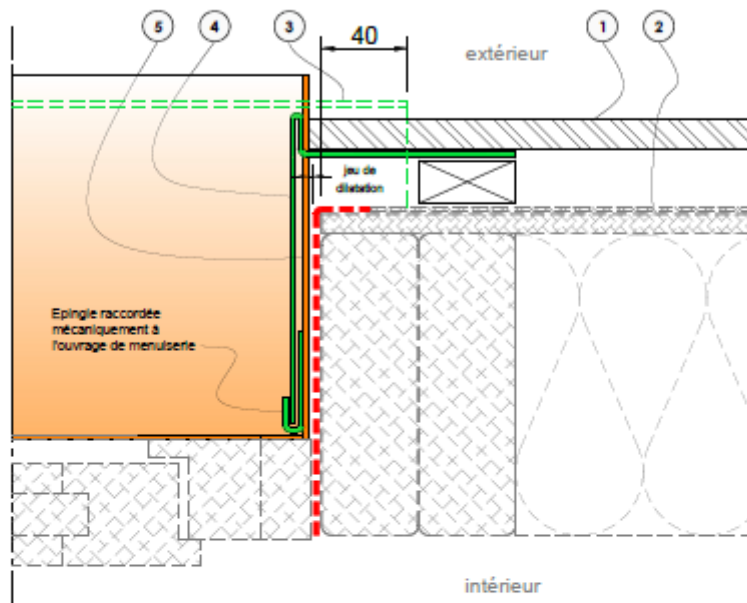 5
4
3
40
1
2
extérieur
jeu de
dilatation
Epingle raccordée
mécaniquement à
l'ouvrage de menuiserie
intérieur